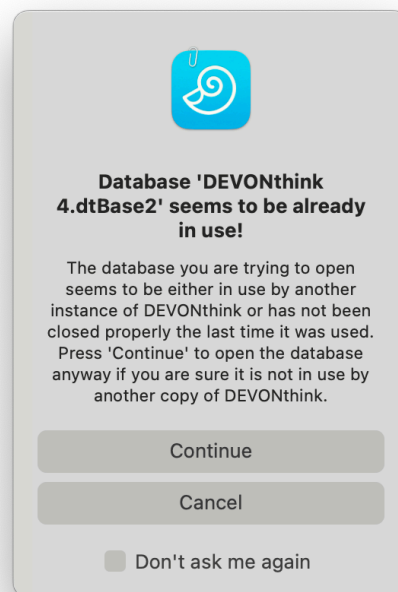 Database 'DEVONthink
4.dtBase2' seems to be already
in use!
The database you are trying to open
seems to be either in use by another
instance of DEVONthink or has not been
closed properly the last time it was used.
Press 'Continue' to open the database
anyway if you are sure it is not in use by
another copy of DEVONthink.
Continue
Cancel
Don't ask me again